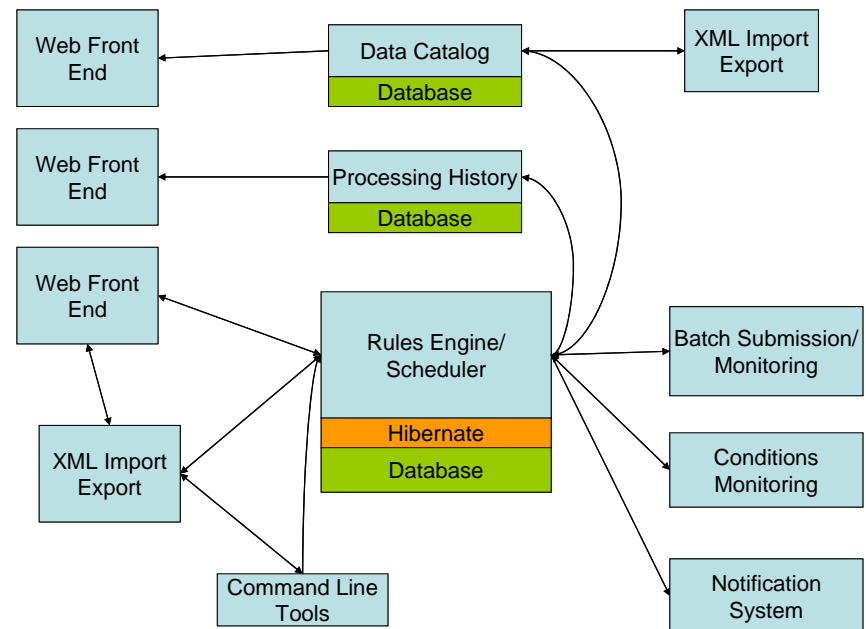 Web Front
End
Data Catalog
Database
XML Import
Export
Web Front
End
Processing History
Database
Web Front
End
Rules Engine/
Scheduler
Hibernate
Database
Batch Submission/
Monitoring
XML Import
Export
Conditions
Monitoring
Command Line
Tools
Notification
System